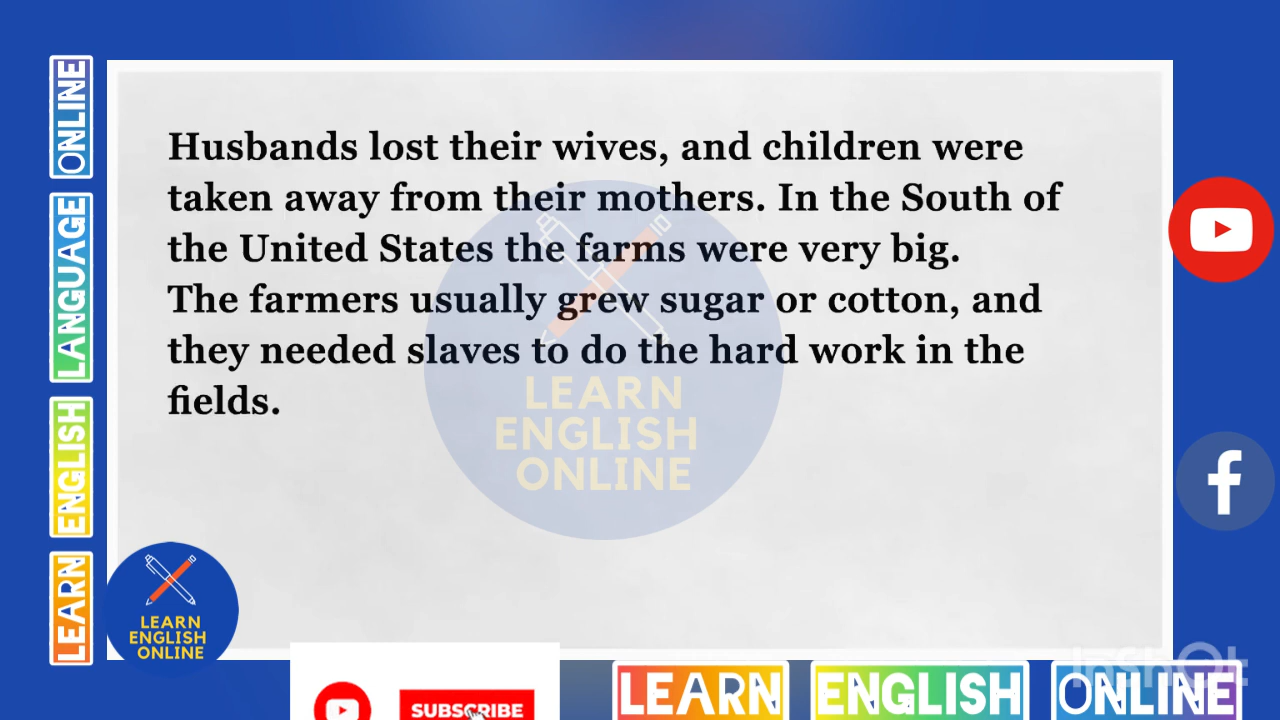 Husbands lost their wives, and children were
taken away from their mothers. In the South of
the United States the farms were very big.
The farmers usually grew sugar or cotton, and
they needed slaves to do the hard work in the
fields.
LEARN
ENGLISH
ONLINE
LEARN ENGLISH LANGUAGE ONLINE
LEARN
ENGLISH
ONLINE
SUBSCRIBE
LEARN ENGLISH ONLINE
InShOt